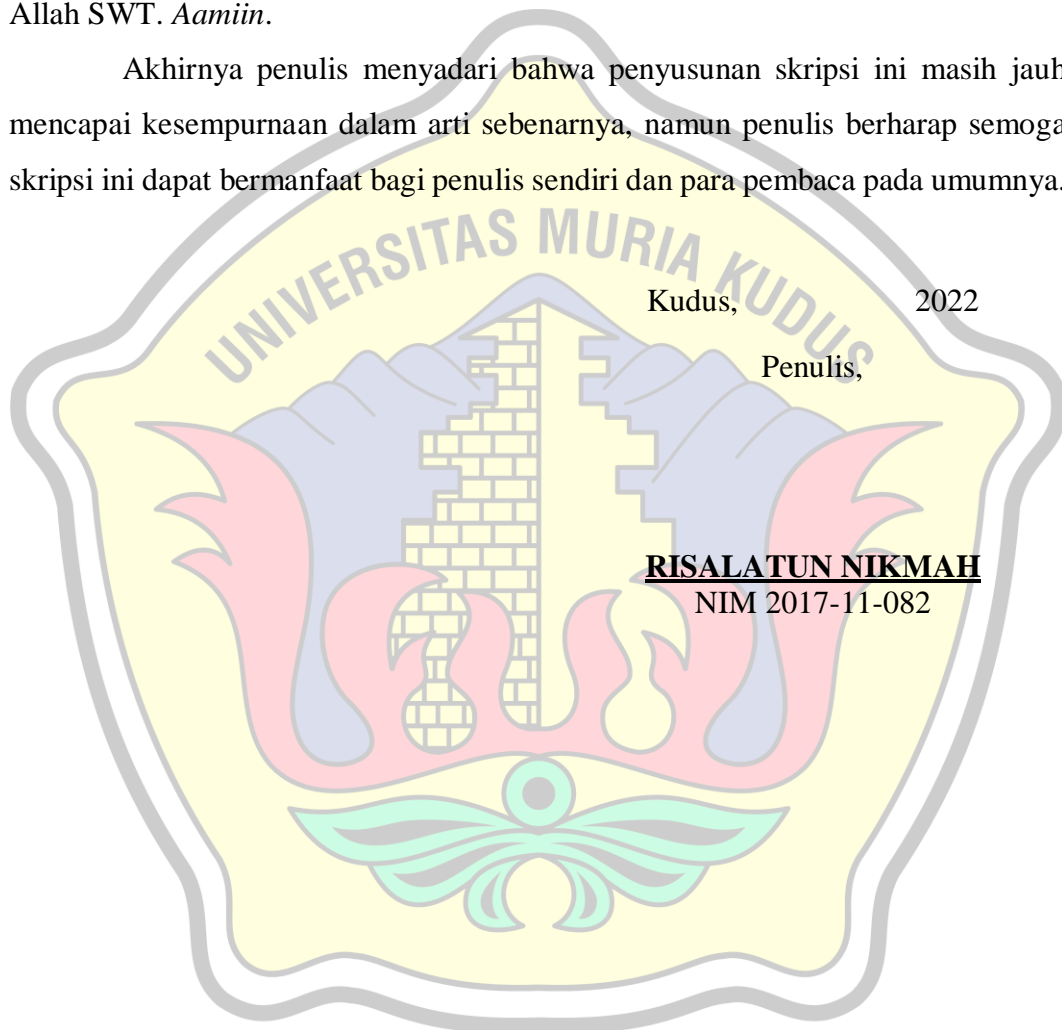 Allah SWT. Aamiin.
Akhirnya penulis menyadari bahwa penyusunan skripsi ini masih jauh
mencapai kesempurnaan dalam arti sebenarnya, namun penulis berharap semoga
skripsi ini dapat bermanfaat bagi penulis sendiri dan para pembaca pada umumnya.
UNIVERSITAS MURIA KUDUS
Kudus, 2022
Penulis,
RISALATUN NIKMAH
NIM 2017-11-082